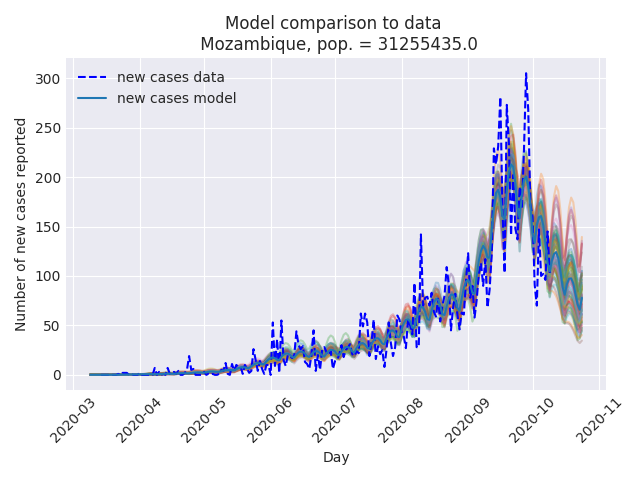 Model comparison to data
Mozambique, pop. = 31255435.0
new cases data
new cases model
Number of new cases reported
300
250
200
150
100
50
0
2020-03
2020-04
2020-05
2020-06
2020-07
2020-08
2020-09
2020-10
2020-11
Day